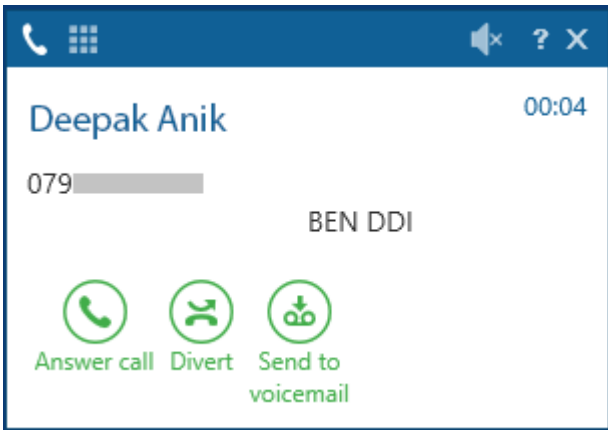 ?
Deepak Anik 00:04
079
BEN DDI
Answer call Divert Send to
voicemail